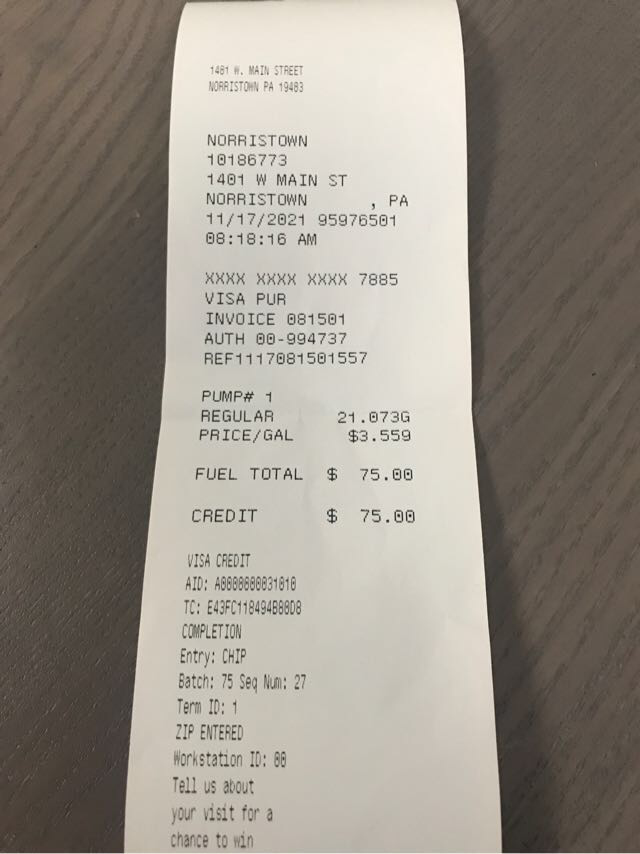 1401 W. MAIN STREET
NORRISTOWN PA 19403
NORRISTOWN
10186773
1401 W MAIN ST
NORRISTOWN , PA
11/17/2021 95976501
08:18:16 AM
XXXX XXXX XXXX 7885
VISA PUR
INVOICE 081501
AUTH 00-994737
REF1117081501557
PUMP# 1
REGULAR 21.073G
PRICE/GAL $3.559
FUEL TOTAL $ 75.00
CREDIT $ 75.00
VISA CREDIT
AID: A0000000031010
TC: E43FC118494B80D8
COMPLETION
Entry: CHIP
Batch: 75 Seq Num: 27
Term ID: 1
ZIP ENTERED
Workstation ID: 00
Tell us about
your visit for a
chance to win